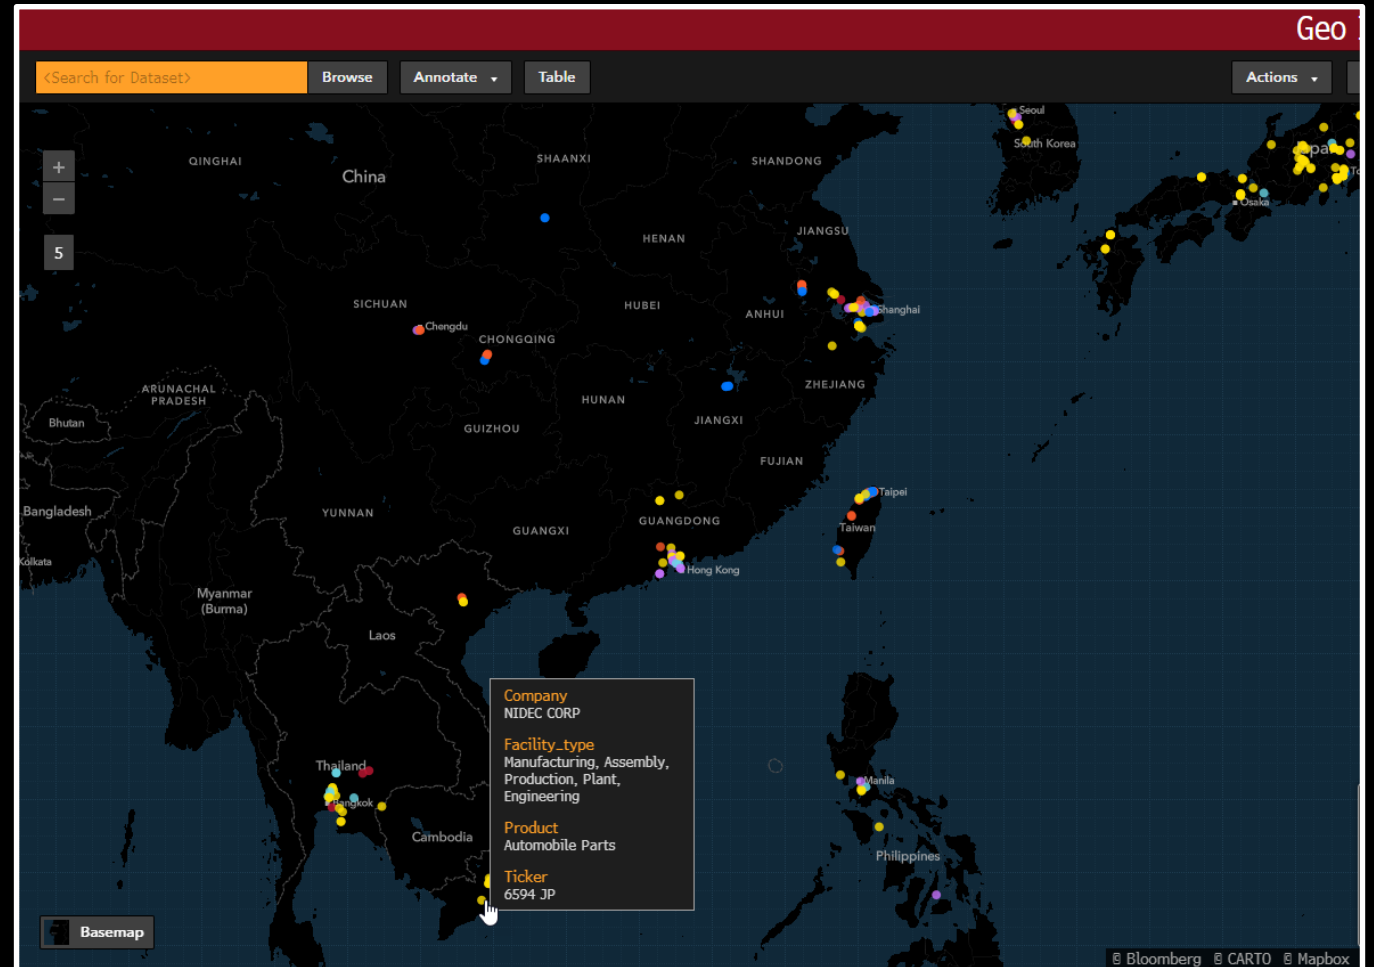 Geo
<Search for Dataset>
Browse
Annotate
Table
Actions
Seoul
South Korea
QINGHAI
SHAANXI
SHANDONG
China
Osaka
HENAN
JIANGSU
5
SICHUAN
HUBEI
ANHUI
Shanghai
Chengdu
CHONGQING
ZHEJIANG
ARUNACHAL
PRADESH
HUNAN
JIANGXI
Bhutan
GUIZHOU
FUJIAN
Taipei
Bangladesh
YUNNAN
GUANGXI
GUANGDONG
Taiwan
Kolkata
Hong Kong
Myanmar
(Burma)
Laos
Company
NIDEC CORP
Facility_type
Manufacturing, Assembly,
Production, Plant,
Engineering
Product
Automobile Parts
Ticker
6594 JP
Thailand
Bangkok
Manila
Cambodia
Philippines
Basemap
© Bloomberg © CARTO © Mapbox